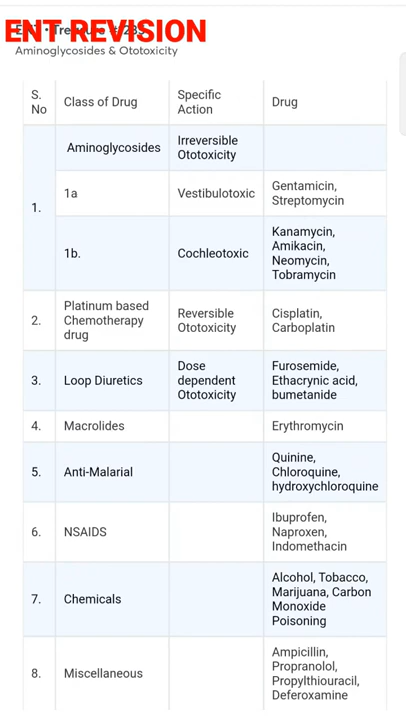 ENT REVISION
Aminoglycosides & Ototoxicity
S. No | Class of Drug | Specific Action | Drug
1. | Aminoglycosides | Irreversible Ototoxicity
1a | Vestibulotoxic | Gentamicin, Streptomycin
1b. | Cochleotoxic | Kanamycin, Amikacin, Neomycin, Tobramycin
2. | Platinum based Chemotherapy drug | Reversible Ototoxicity | Cisplatin, Carboplatin
3. | Loop Diuretics | Dose dependent Ototoxicity | Furosemide, Ethacrynic acid, bumetanide
4. | Macrolides | Erythromycin
5. | Anti-Malarial | Quinine, Chloroquine, hydroxychloroquine
6. | NSAIDS | Ibuprofen, Naproxen, Indomethacin
7. | Chemicals | Alcohol, Tobacco, Marijuana, Carbon Monoxide Poisoning
8. | Miscellaneous | Ampicillin, Propranolol, Propylthiouracil, Deferoxamine